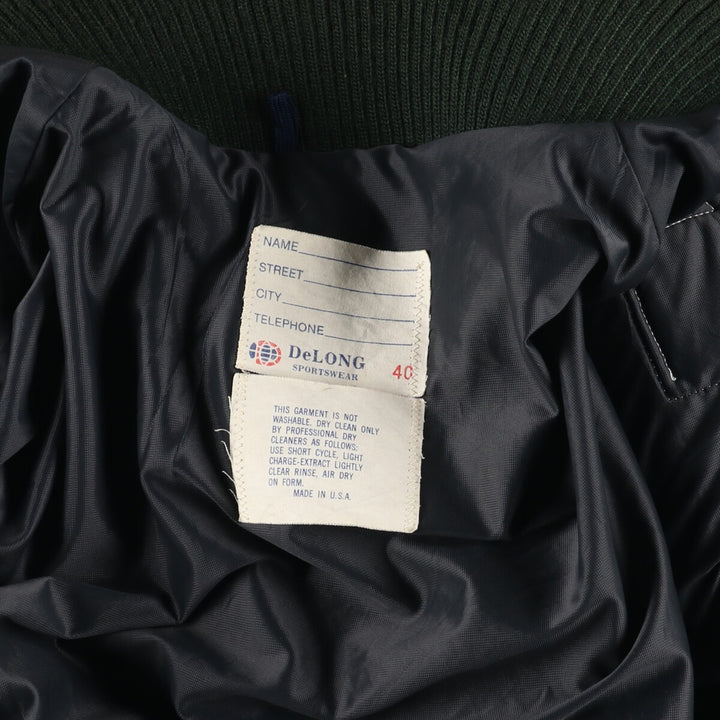 NAME
STREET
CITY
TELEPHONE
DeLONG 40
SPORTSWEAR
THIS GARMENT IS NOT
WASHABLE. DRY CLEAN ONLY
BY PROFESSIONAL DRY
CLEANERS AS FOLLOWS:
USE SHORT CYCLE, LIGHT
CHARGE-EXTRACT LIGHTLY
CLEAR RINSE, AIR DRY
ON FORM.
MADE IN U.S.A.